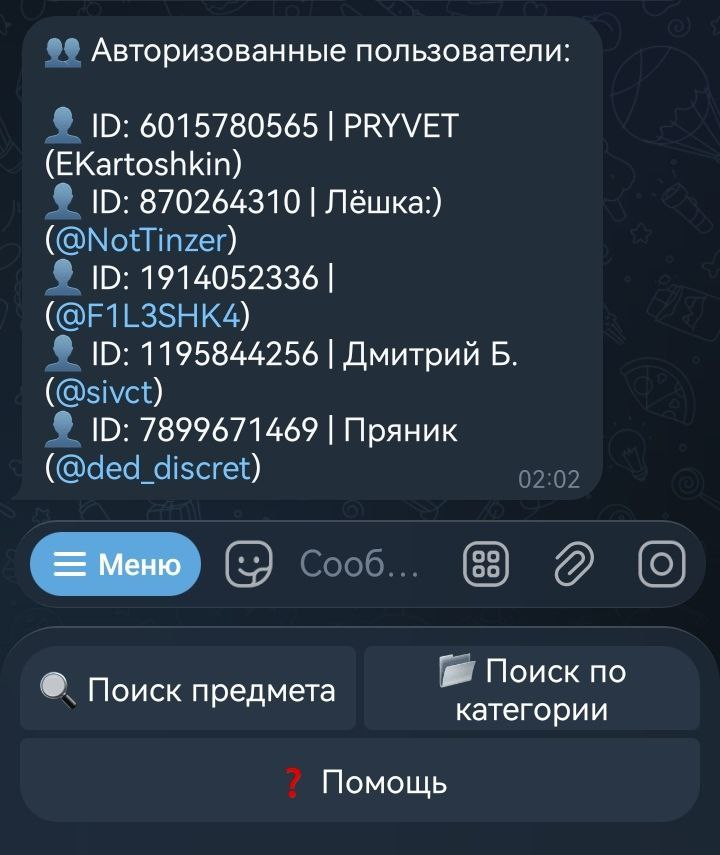 👥 Авторизованные пользователи:
👤 ID: 6015780565 | PRYVET
(EKartoshkin)
👤 ID: 870264310 | Лёшка:)
(@NotTinzer)
👤 ID: 1914052336 |
(@F1L3SHK4)
👤 ID: 1195844256 | Дмитрий Б.
(@sivct)
👤 ID: 7899671469 | Пряник
(@ded_discret)
02:02
Меню
Сооб...
🔍 Поиск предмета
📁 Поиск по
категории
❓ Помощь